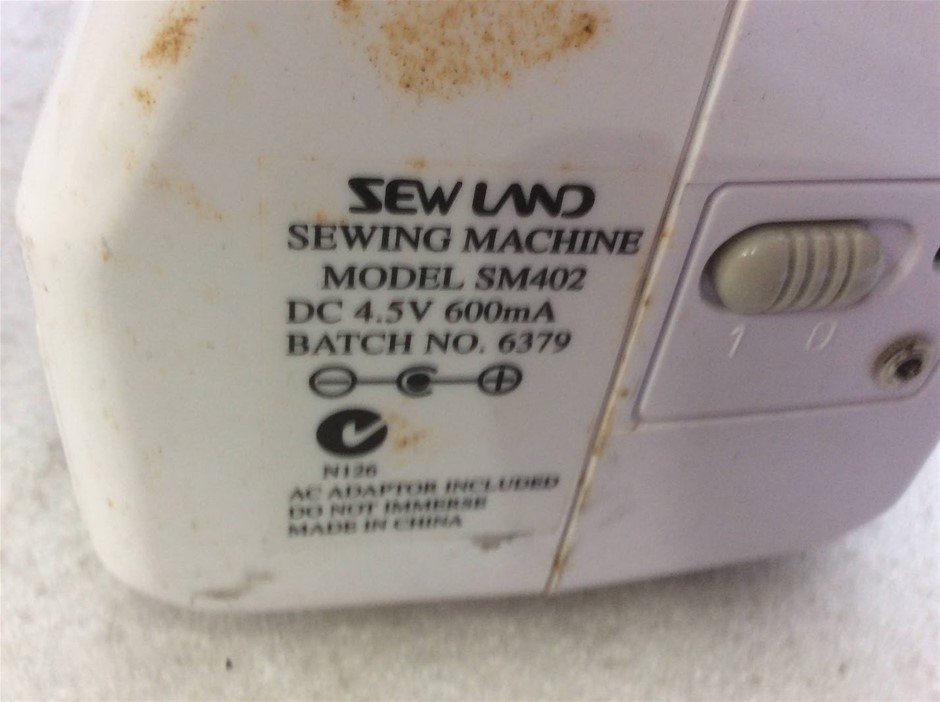 SEW LAND
SEWING MACHINE
MODEL SM402
DC 4.5V 600mA
BATCH NO. 6379
N126
AC ADAPTOR INCLUDED
DO NOT IMMERSE
MADE IN CHINA
1 0